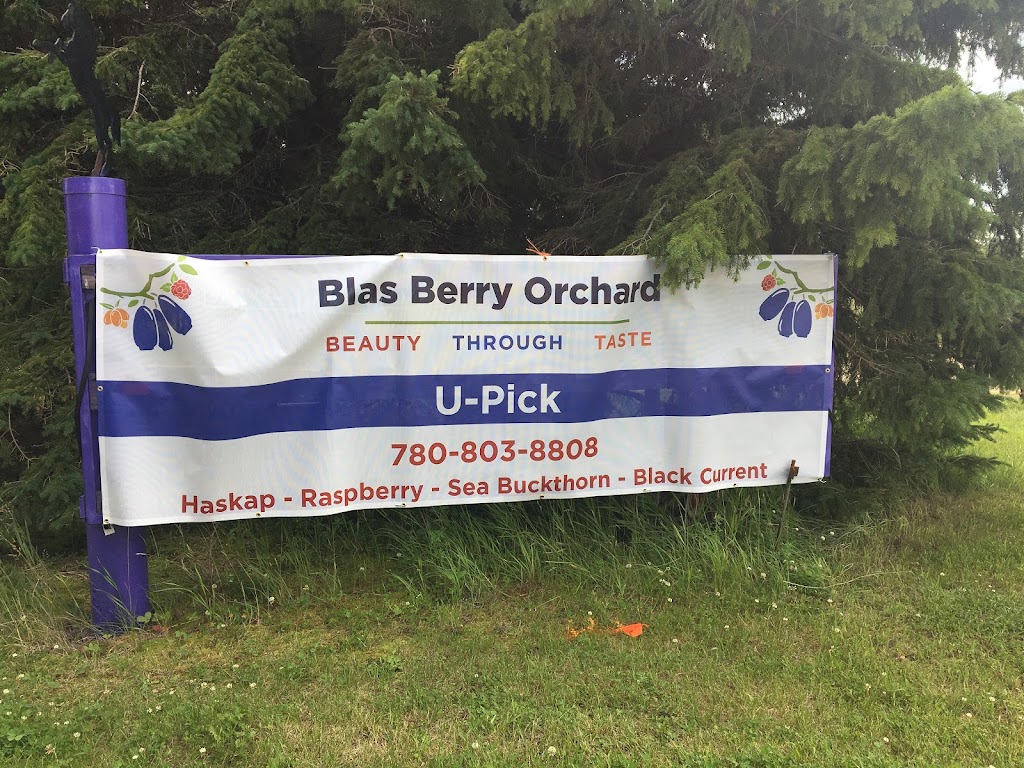 Blas Berry Orchard
BEAUTY THROUGH TASTE
U-Pick
780-803-8808
Haskap - Raspberry - Sea Buckthorn - Black Current